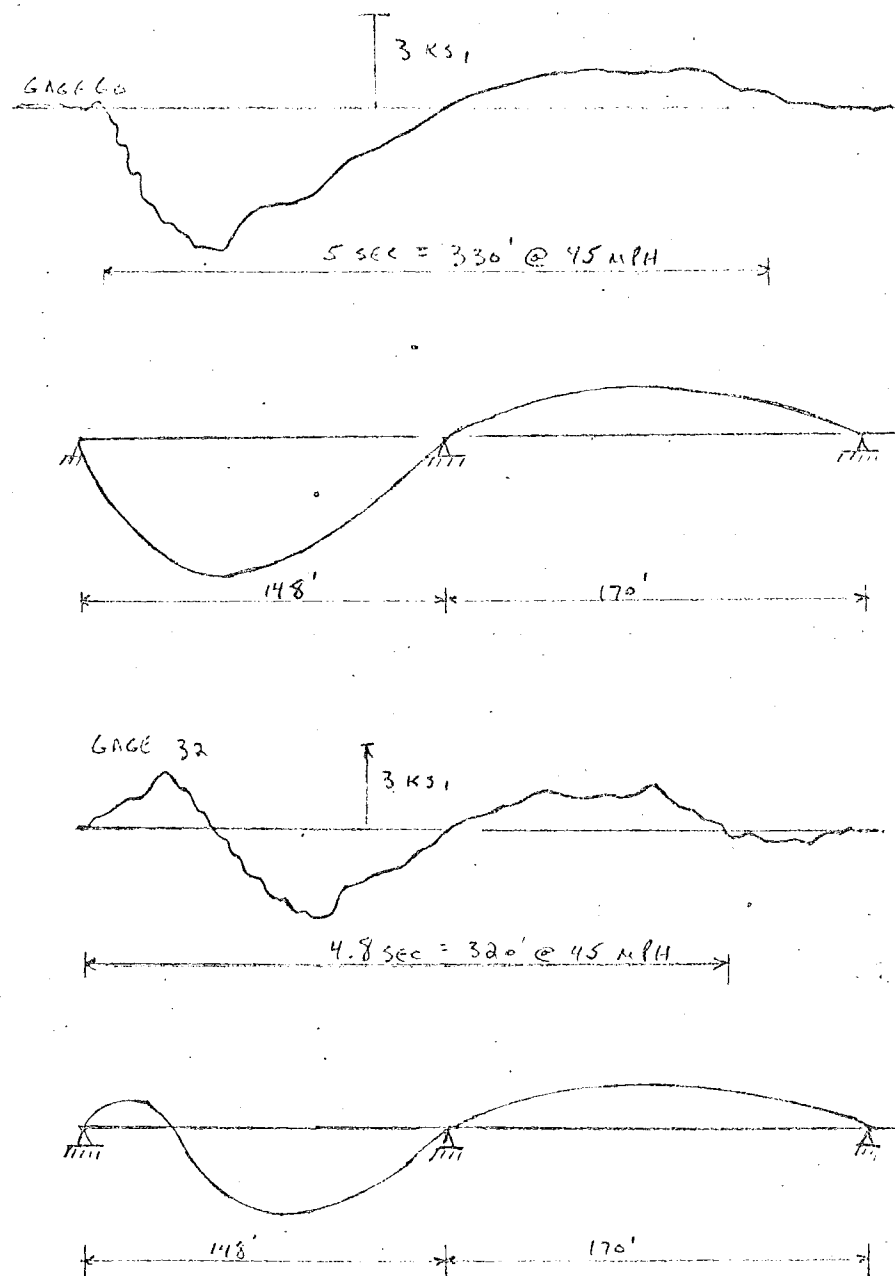 3 KSI
GAGE 60
5 SEC = 330' @ 45 MPH
148' 170'
GAGE 32
3 KSI
4.8 SEC = 320' @ 45 MPH
148' 170'